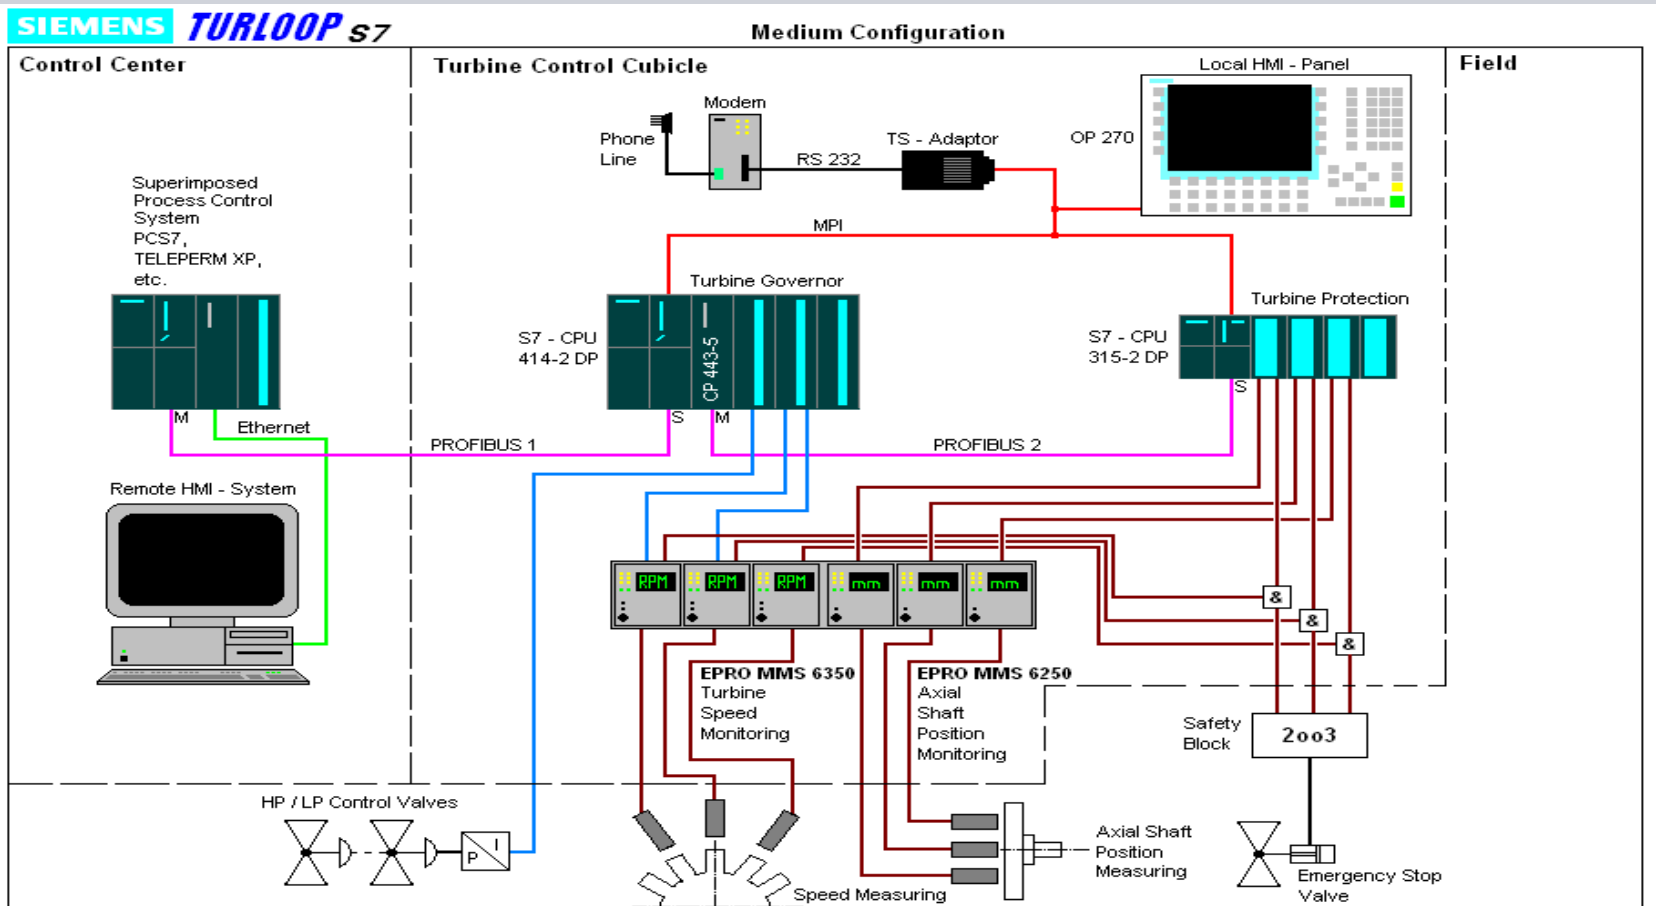 SIEMENS TURLOOP S7
Medium Configuration
Control Center
Turbine Control Cubicle
Local HMI - Panel
Field
Modem
Phone
Line
RS 232
TS - Adaptor
OP 270
Superimposed
Process Control
System
PCS7,
TELEPERM XP,
etc.
MPI
Turbine Governor
Turbine Protection
S7 - CPU
414-2 DP
CP 443-5
S7 - CPU
315-2 DP
M
S
M
S
Ethernet
PROFIBUS 1
PROFIBUS 2
Remote HMI - System
RPM
RPM
RPM
mm
mm
mm
&
&
&
EPRO MMS 6350
Turbine
Speed
Monitoring
EPRO MMS 6250
Axial
Shaft
Position
Monitoring
Safety
Block
2oo3
HP / LP Control Valves
I
P
Speed Measuring
Axial Shaft
Position
Measuring
Emergency Stop
Valve